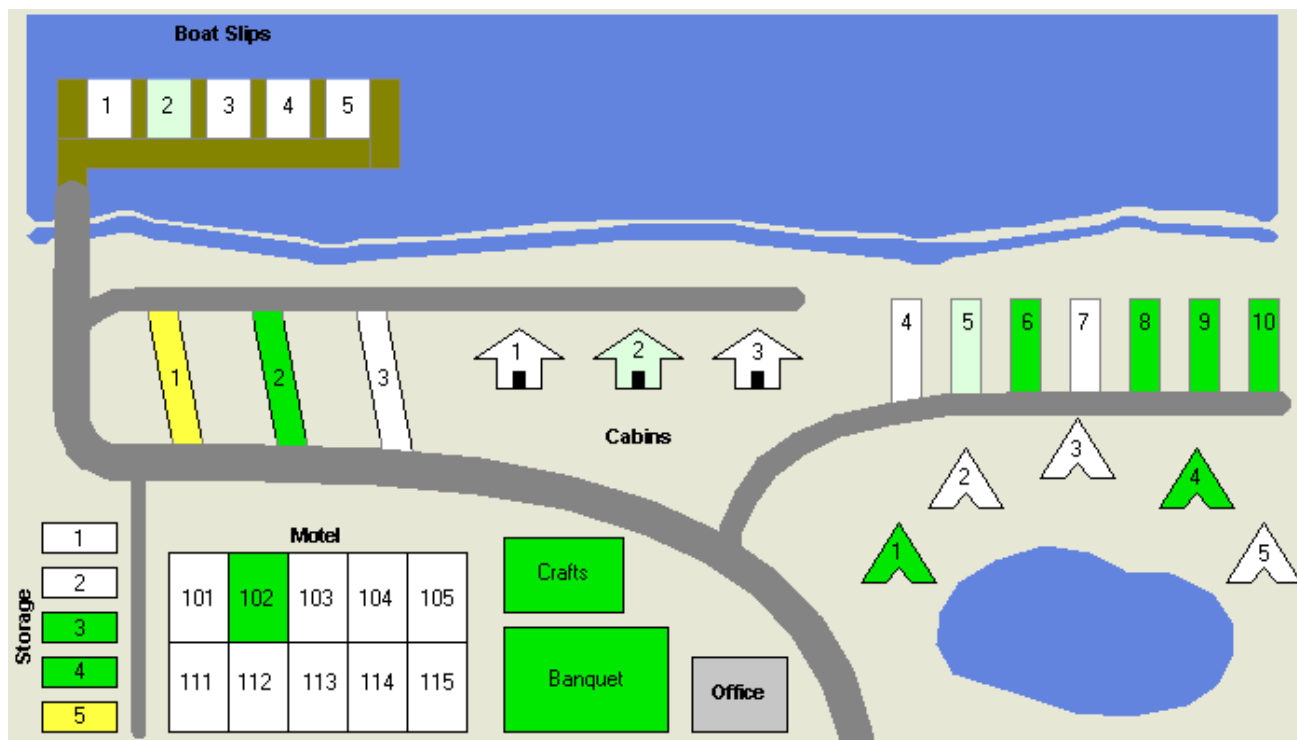 Boat Slips
1 2 3 4 5
1 2 3
1 2 3
Cabins
4 5 6 7 8 9 10
1 2 3 4 5
Storage
1
2
3
4
5
Motel
101 102 103 104 105
111 112 113 114 115
Crafts
Banquet
Office